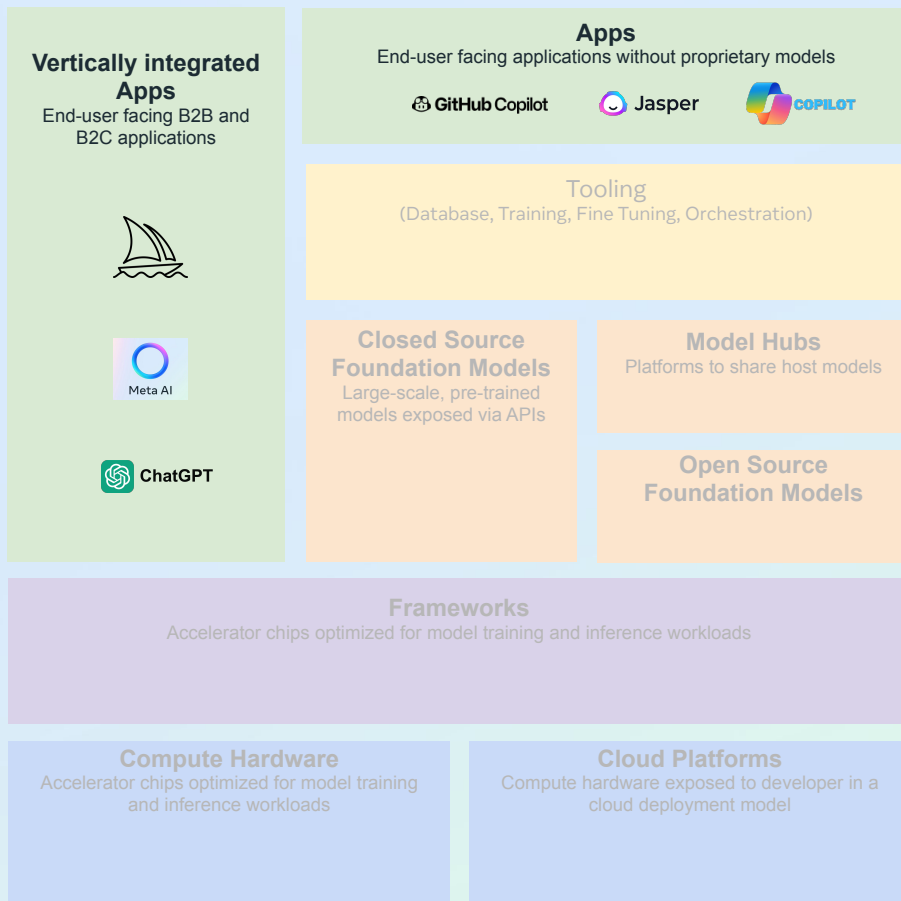 Vertically integrated
Apps
End-user facing B2B and
B2C applications
Meta AI
ChatGPT
Apps
End-user facing applications without proprietary models
GitHub Copilot
Jasper
COPILOT
Tooling
(Database, Training, Fine Tuning, Orchestration)
Closed Source
Foundation Models
Large-scale, pre-trained
models exposed via APIs
Model Hubs
Platforms to share host models
Open Source
Foundation Models
Frameworks
Accelerator chips optimized for model training and inference workloads
Compute Hardware
Accelerator chips optimized for model training
and inference workloads
Cloud Platforms
Compute hardware exposed to developer in a
cloud deployment model